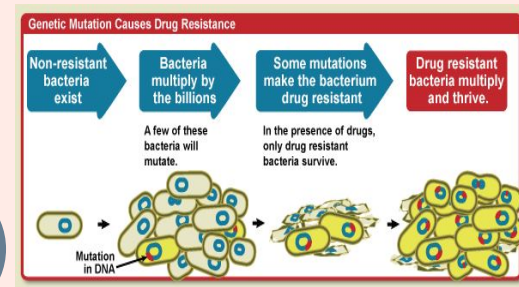 Genetic Mutation Causes Drug Resistance
Non-resistant
bacteria
exist
Bacteria
multiply by
the billions
Some mutations
make the bacterium
drug resistant
Drug resistant
bacteria multiply
and thrive.
A few of these
bacteria will
mutate.
In the presence of drugs,
only drug resistant
bacteria survive.
Mutation
in DNA